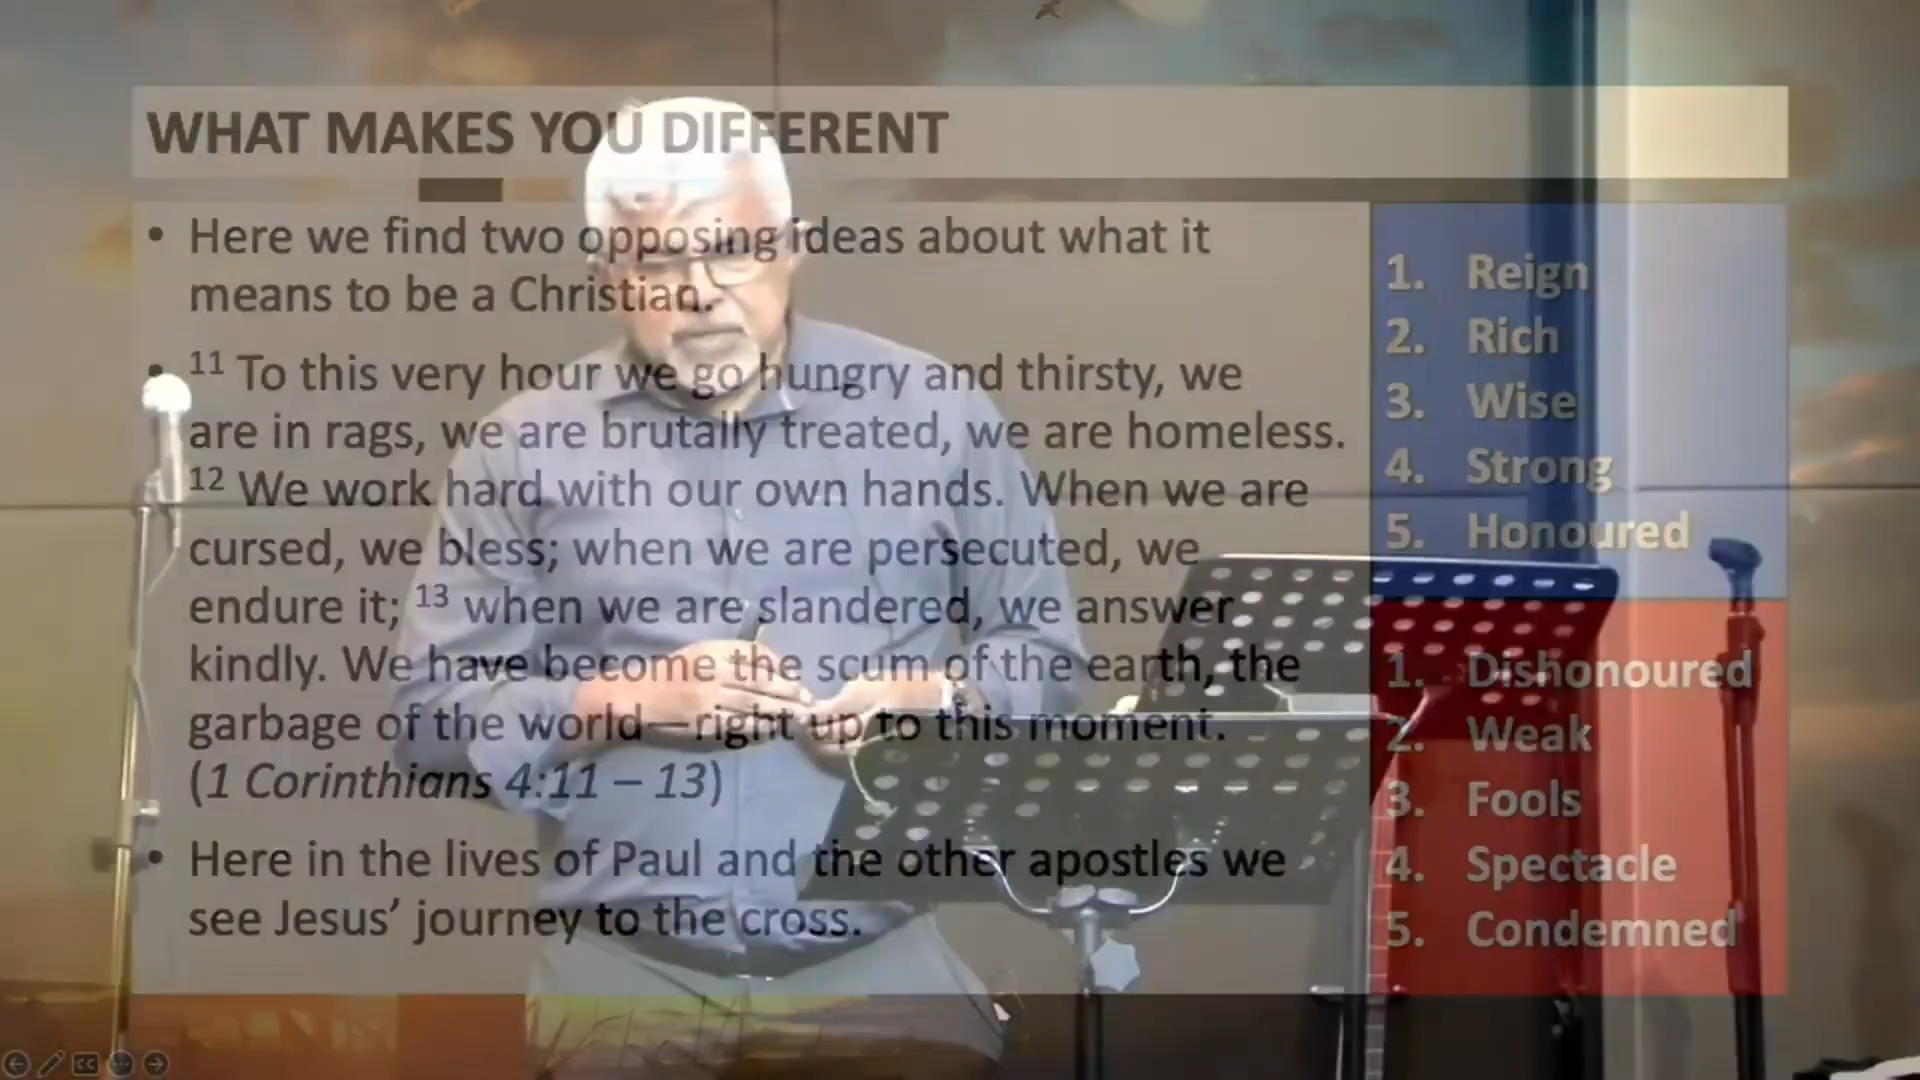 WHAT MAKES YOU DIFFERENT
• Here we find two opposing ideas about what it
means to be a Christian.
• 11 To this very hour we go hungry and thirsty, we
are in rags, we are brutally treated, we are homeless.
12 We work hard with our own hands. When we are
cursed, we bless; when we are persecuted, we
endure it; 13 when we are slandered, we answer
kindly. We have become the scum of the earth, the
garbage of the world—right up to this moment.
(1 Corinthians 4:11 – 13)
• Here in the lives of Paul and the other apostles we
see Jesus’ journey to the cross.
1. Reign
2. Rich
3. Wise
4. Strong
5. Honoured
1. Dishonoured
2. Weak
3. Fools
4. Spectacle
5. Condemned
CC